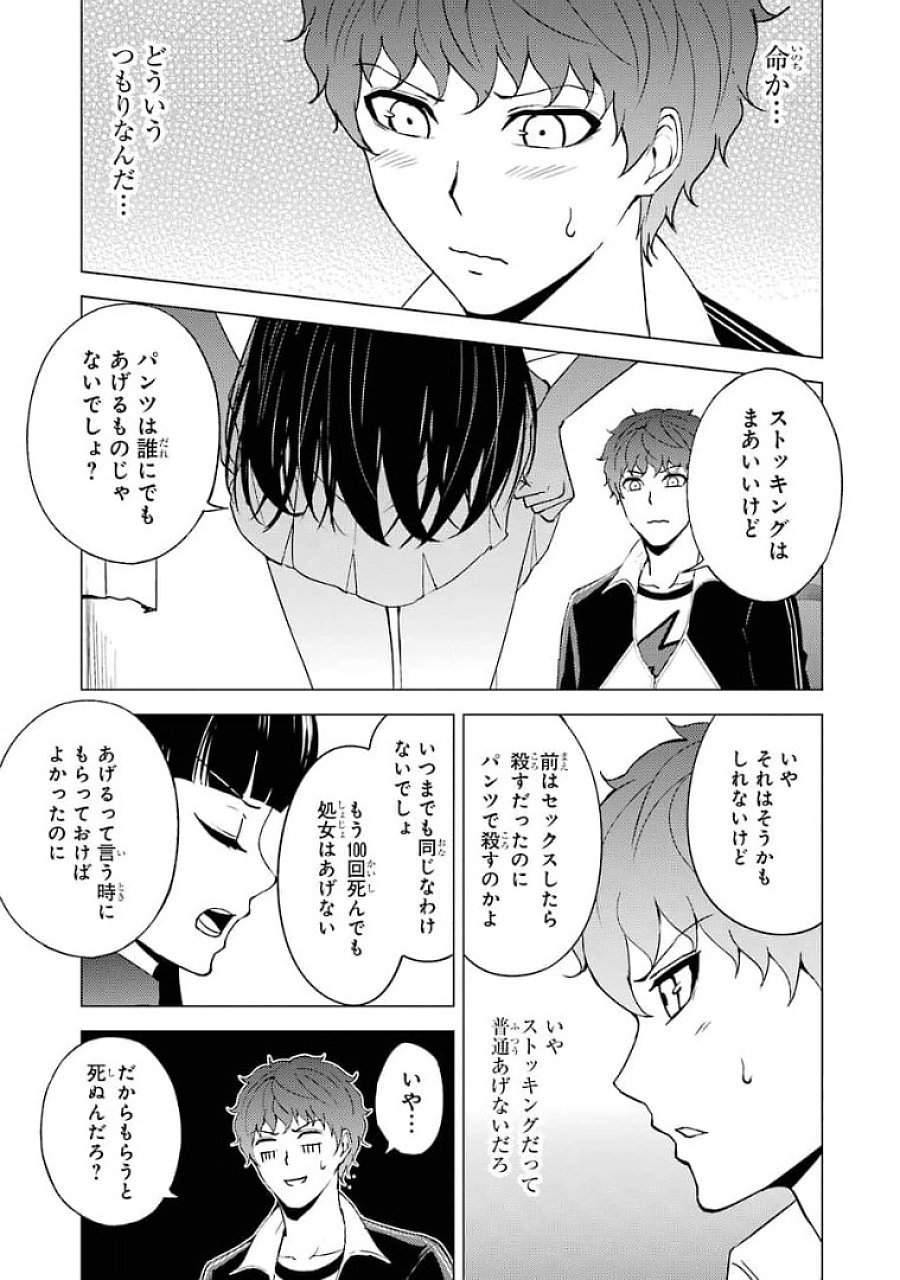 命か…
どういう
つもりなんだ…
ストッキングは
まあいいけど
パンツは誰にでも
あげるものじゃ
ないでしょ？
いや
それはそうかも
しれないけど
前はセックスしたら
殺すだったのに
パンツで殺すのかよ
いや
ストッキングだって
普通あげないだろ
いつまでも同じなわけ
ないでしょ
もう100回死んでも
処女はあげない
あげるって言う時に
もらっておけば
よかったのに
いや…
だからもらうと
死ぬんだろ？